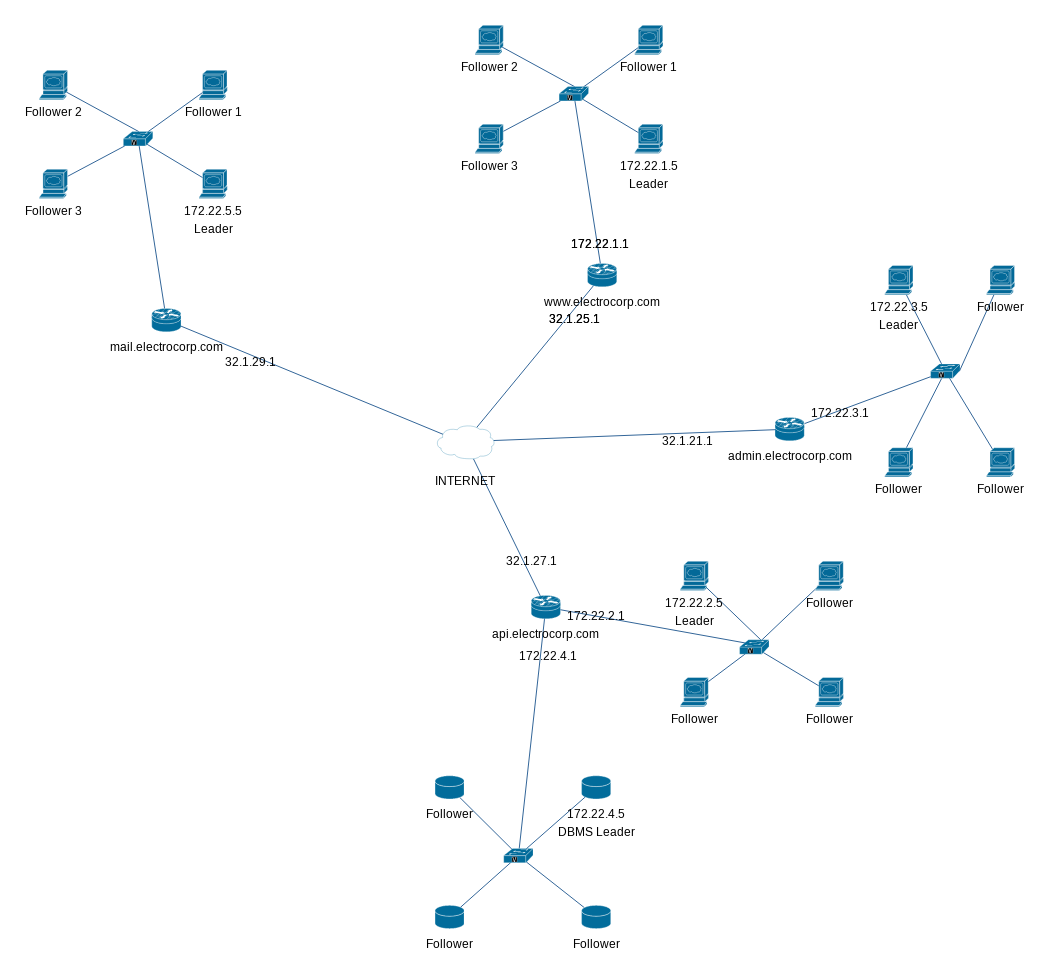 Follower 2
Follower 1
Follower 3
172.22.5.5
Leader
mail.electrocorp.com
32.1.29.1
Follower 2
Follower 1
Follower 3
172.22.1.5
Leader
172.22.1.1
www.electrocorp.com
32.1.25.1
172.22.3.5
Leader
Follower
172.22.3.1
32.1.21.1
admin.electrocorp.com
Follower
Follower
INTERNET
32.1.27.1
172.22.2.1
api.electrocorp.com
172.22.4.1
172.22.2.5
Leader
Follower
Follower
Follower
Follower
172.22.4.5
DBMS Leader
Follower
Follower